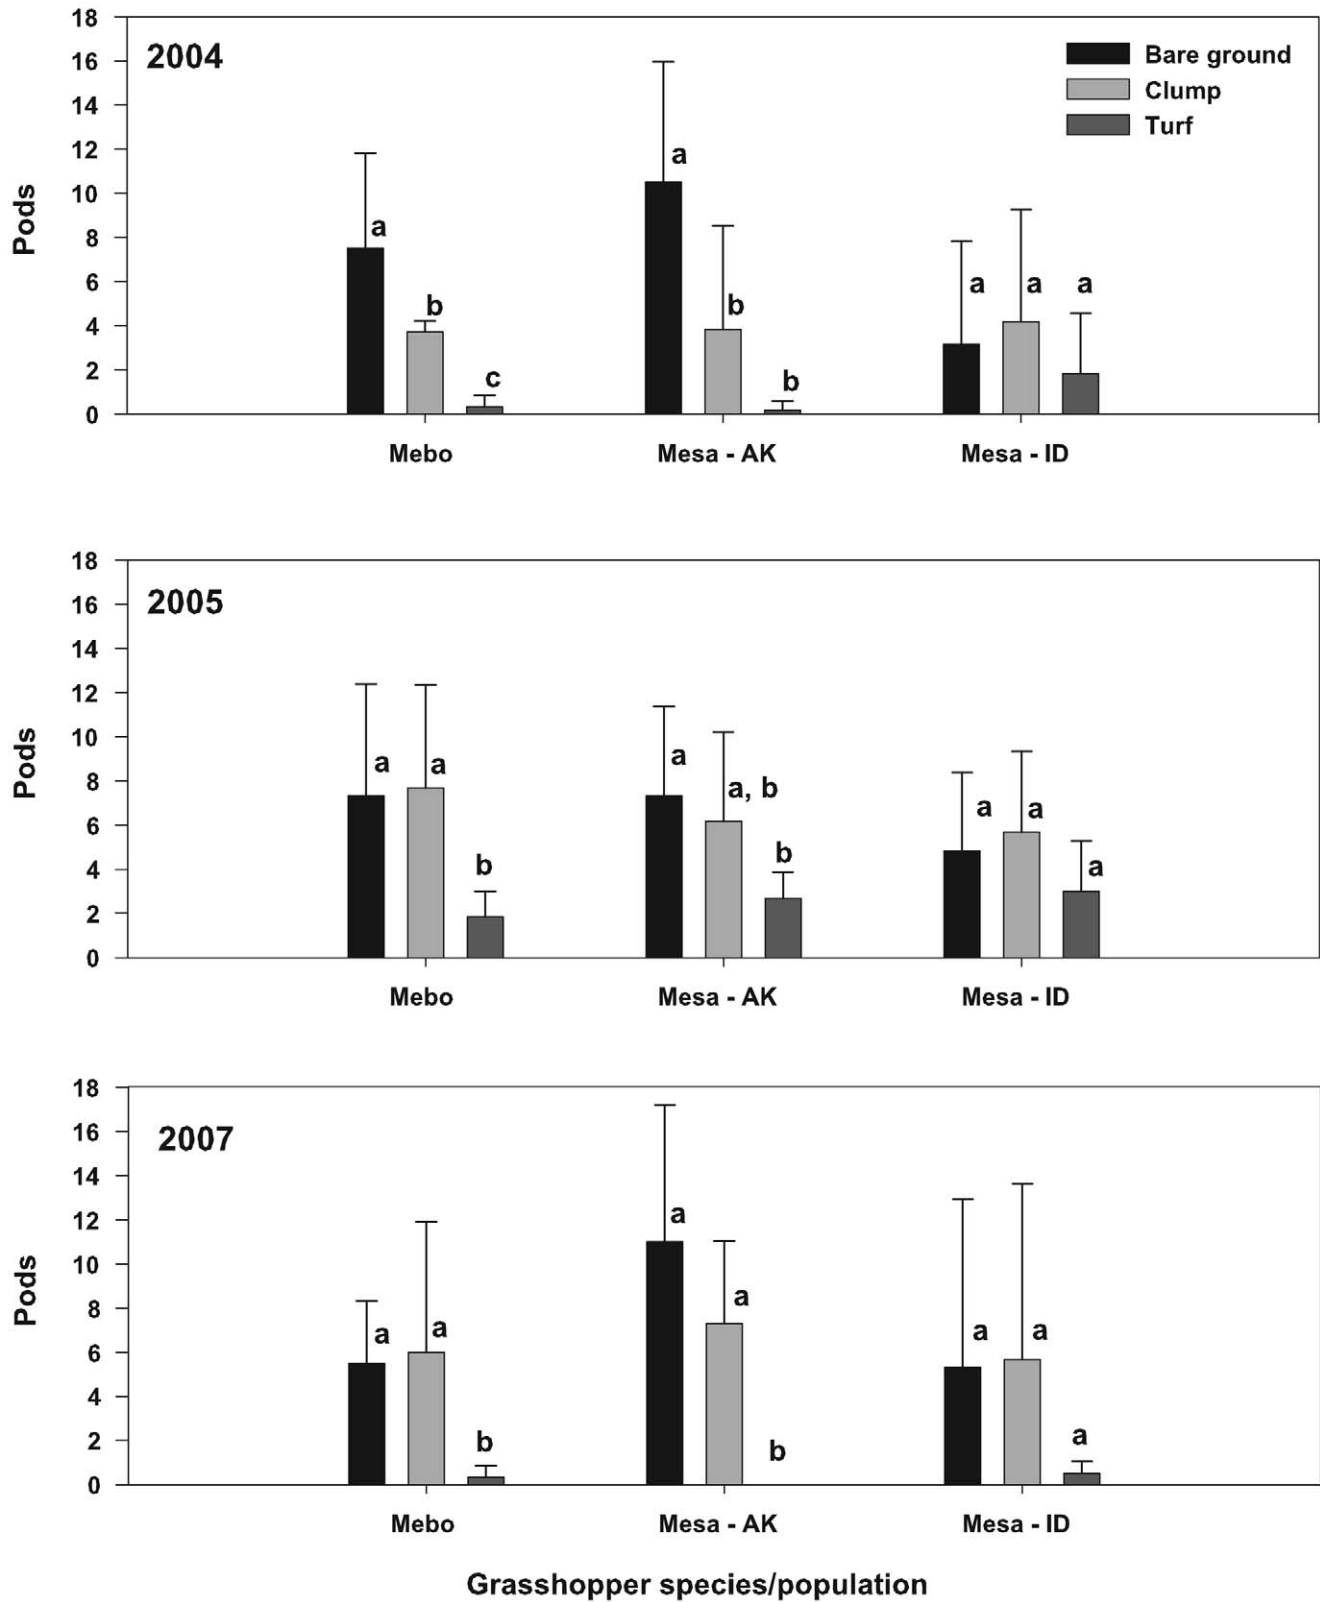 2004
Bare ground
Clump
Turf
18
16
14
12
10
8
6
4
2
0
Pods
a
b
c
a
b
b
a
a
a
Mebo
Mesa - AK
Mesa - ID
2005
18
16
14
12
10
8
6
4
2
0
Pods
a
a
b
a
a, b
b
a
a
a
Mebo
Mesa - AK
Mesa - ID
2007
18
16
14
12
10
8
6
4
2
0
Pods
a
a
b
a
a
b
a
a
a
Mebo
Mesa - AK
Mesa - ID
Grasshopper species/population